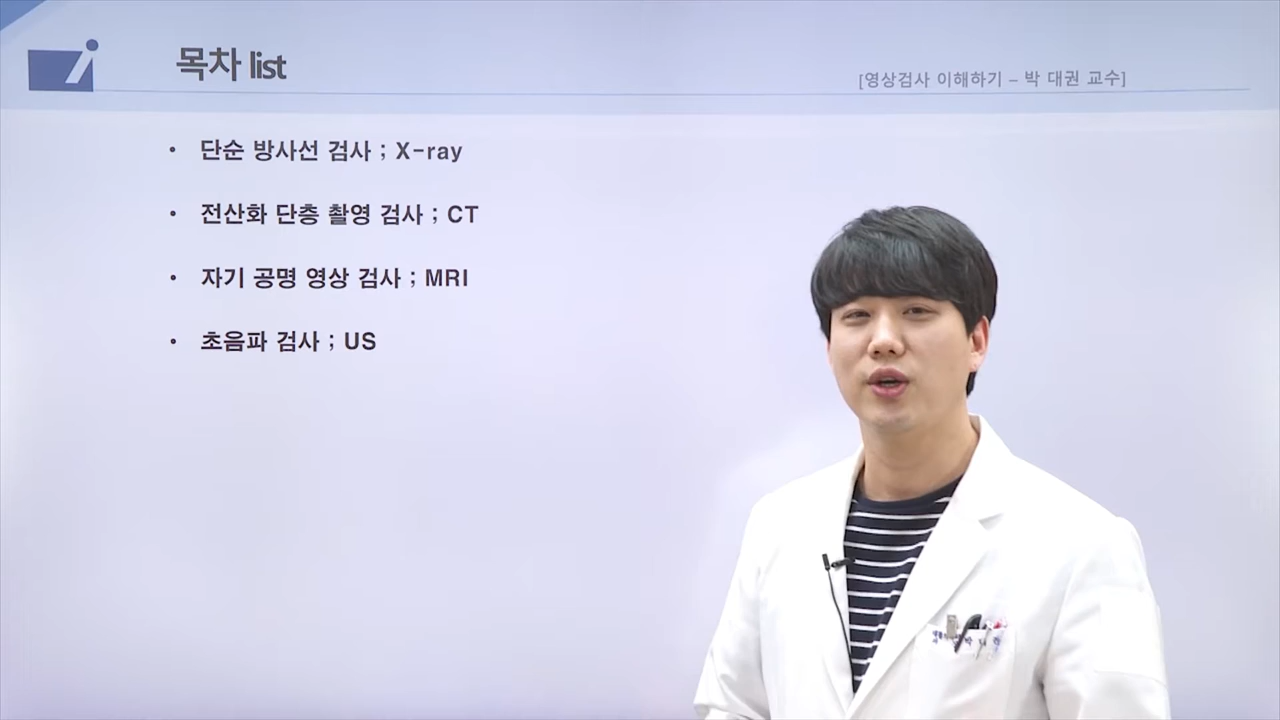 목차 list
[영상검사 이해하기 – 박 대권 교수]
• 단순 방사선 검사 ; X-ray
• 전산화 단층 촬영 검사 ; CT
• 자기 공명 영상 검사 ; MRI
• 초음파 검사 ; US